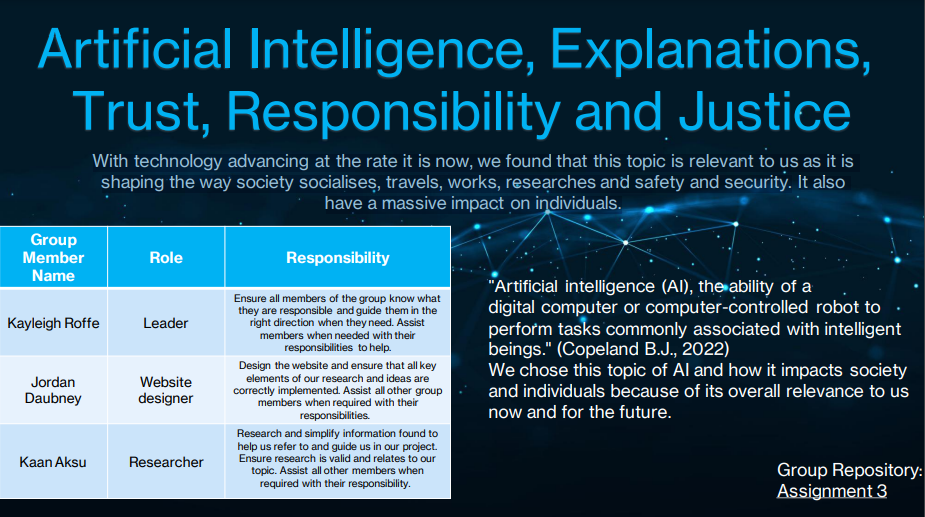 Artificial Intelligence, Explanations,
Trust, Responsibility and Justice
With technology advancing at the rate it is now, we found that this topic is relevant to us as it is
shaping the way society socialises, travels, works, researches and safety and security. It also
have a massive impact on individuals.
Group
Member
Name
Role
Responsibility
Kayleigh Roffe
Leader
Ensure all members of the group know what
they are responsible and guide them in the
right direction when they need. Assist
members when needed with their
responsibilities to help.
Jordan
Daubney
Website
designer
Design the website and ensure that all key
elements of our research and ideas are
correctly implemented. Assist all other group
members when required with their
responsibilities.
Kaan Aksu
Researcher
Research and simplify information found to
help us refer to and guide us in our project.
Ensure research is valid and relates to our
topic. Assist all other members when
required with their responsibility.
"Artificial intelligence (AI), the ability of a
digital computer or computer-controlled robot to
perform tasks commonly associated with intelligent
beings." (Copeland B.J., 2022)
We chose this topic of AI and how it impacts society
and individuals because of its overall relevance to us
now and for the future.
Group Repository:
Assignment 3